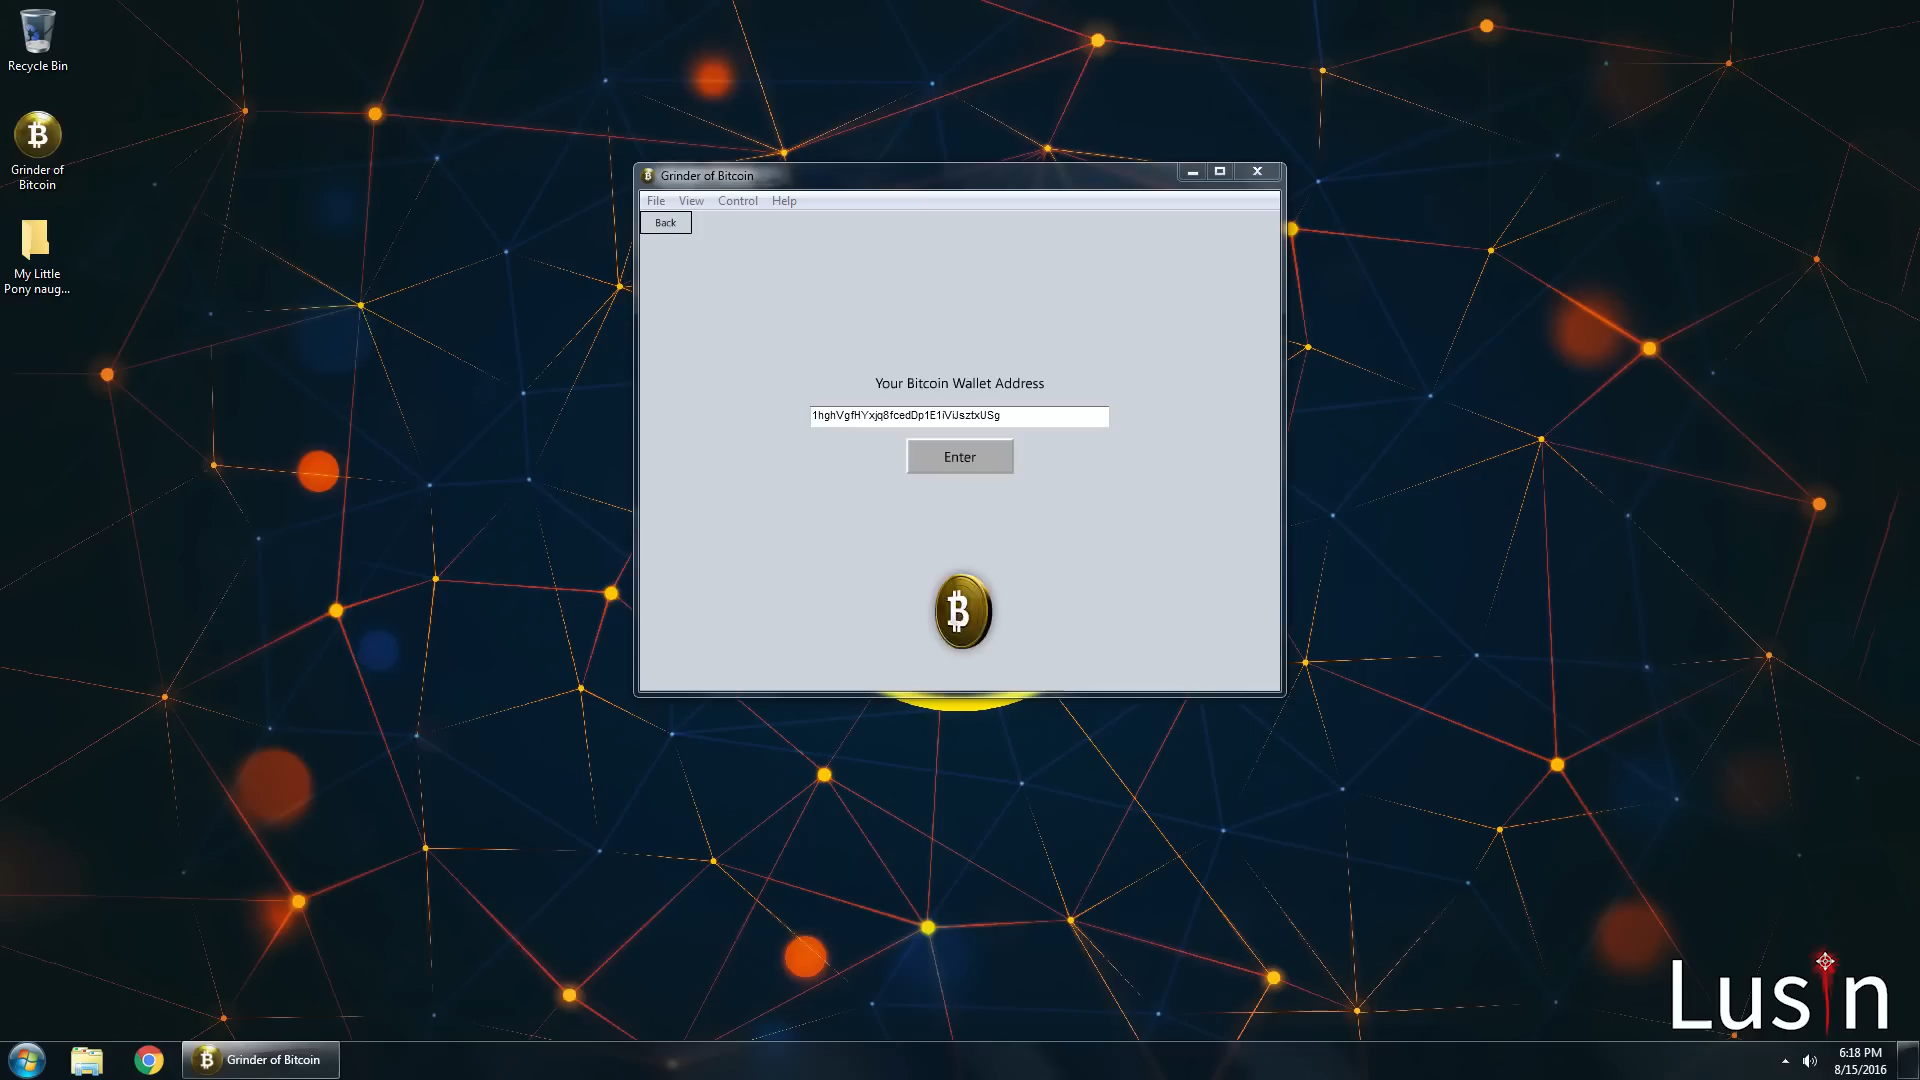 Recycle Bin
Grinder of
Bitcoin
My Little
Pony naug...
Grinder of Bitcoin
File View Control Help
Back
Your Bitcoin Wallet Address
1hghVgfHYxjq8fcedDp1E1iViJsztxUSg
Enter
Lusin
Grinder of Bitcoin
6:18 PM
8/15/2016